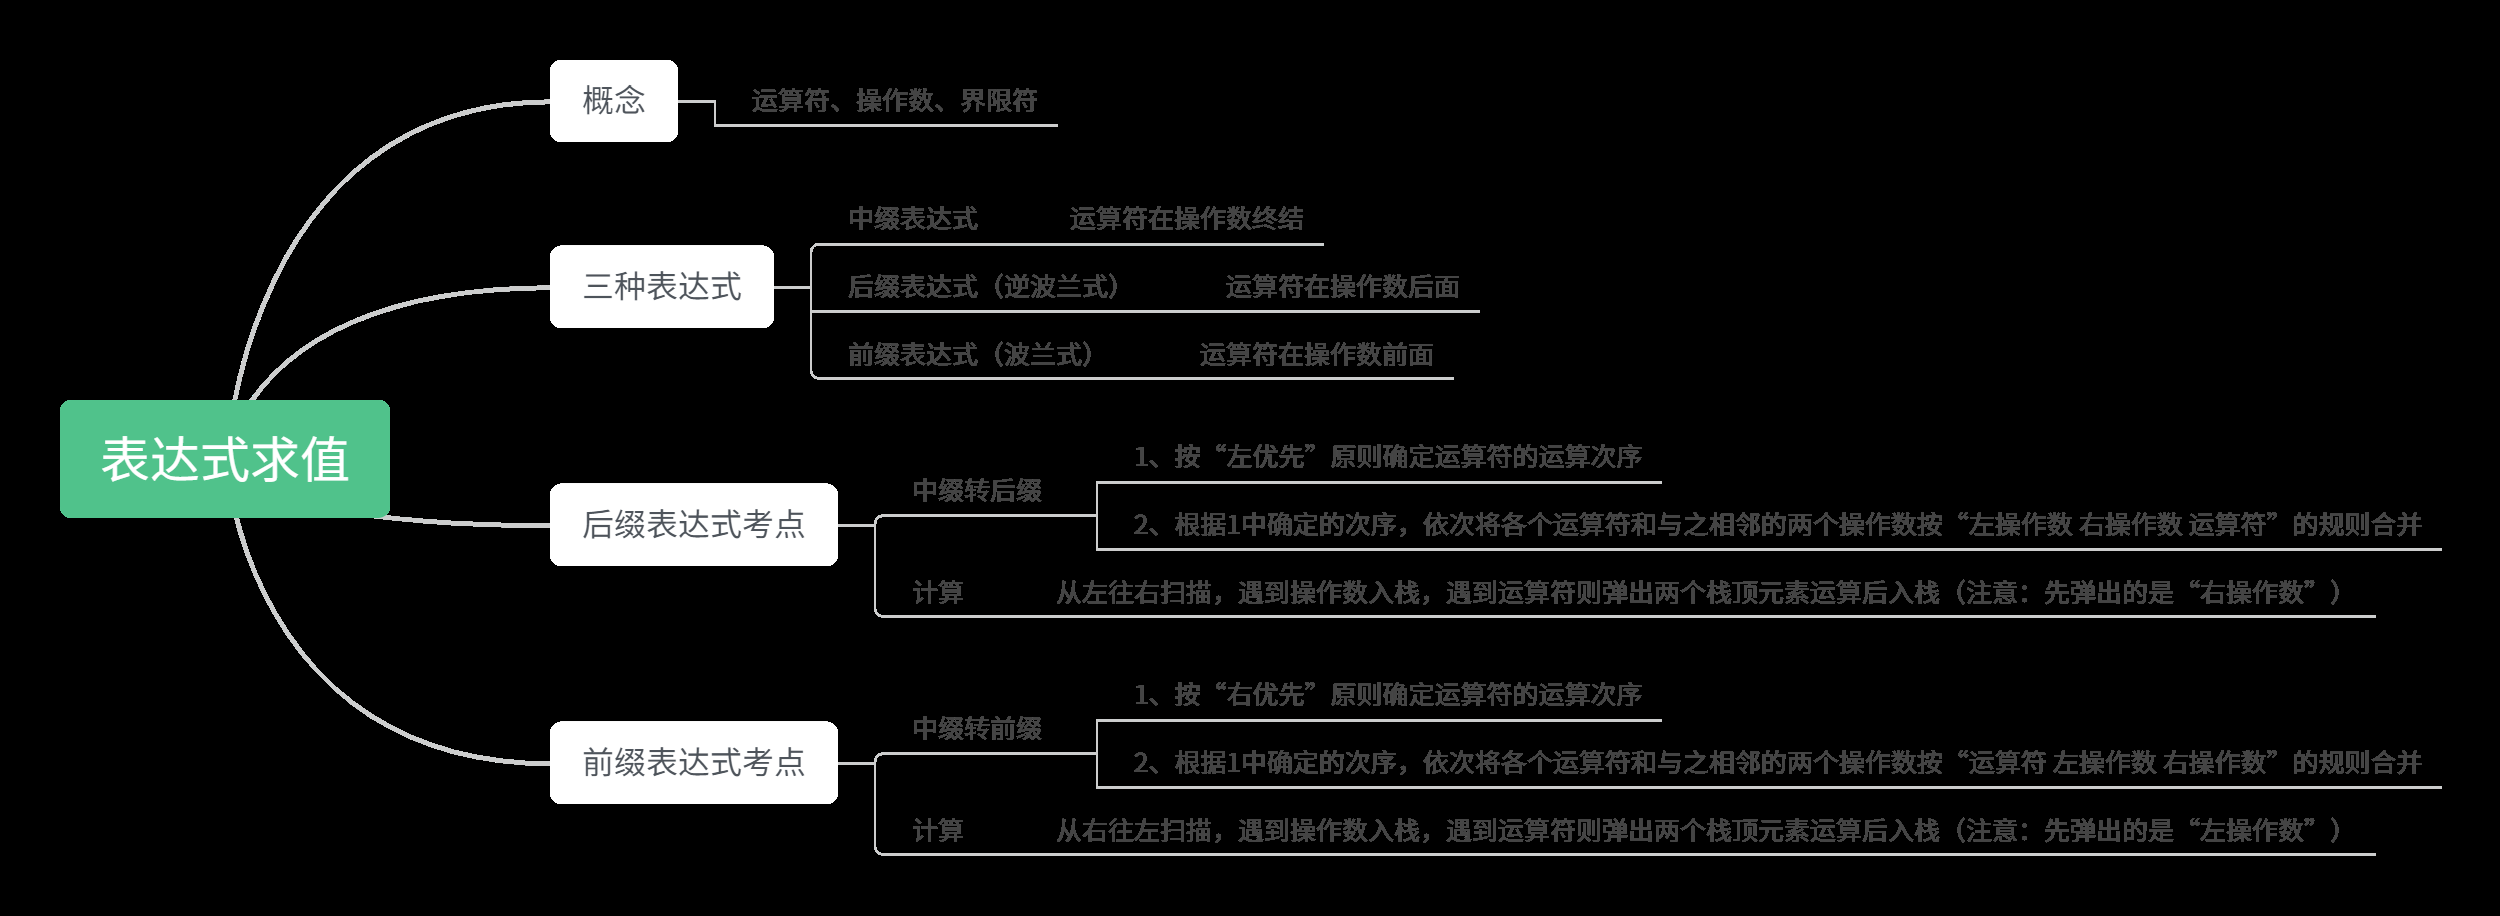 表达式求值
概念
运算符、操作数、界限符
三种表达式
中缀表达式 运算符在操作数终结
后缀表达式（逆波兰式） 运算符在操作数后面
前缀表达式（波兰式） 运算符在操作数前面
后缀表达式考点
中缀转后缀
1、按“左优先”原则确定运算符的运算次序
2、根据1中确定的次序，依次将各个运算符和与之相邻的两个操作数按“左操作数 右操作数 运算符”的规则合并
计算 从左往右扫描，遇到操作数入栈，遇到运算符则弹出两个栈顶元素运算后入栈（注意：先弹出的是“右操作数”）
前缀表达式考点
中缀转前缀
1、按“右优先”原则确定运算符的运算次序
2、根据1中确定的次序，依次将各个运算符和与之相邻的两个操作数按“运算符 左操作数 右操作数”的规则合并
计算 从右往左扫描，遇到操作数入栈，遇到运算符则弹出两个栈顶元素运算后入栈（注意：先弹出的是“左操作数”）